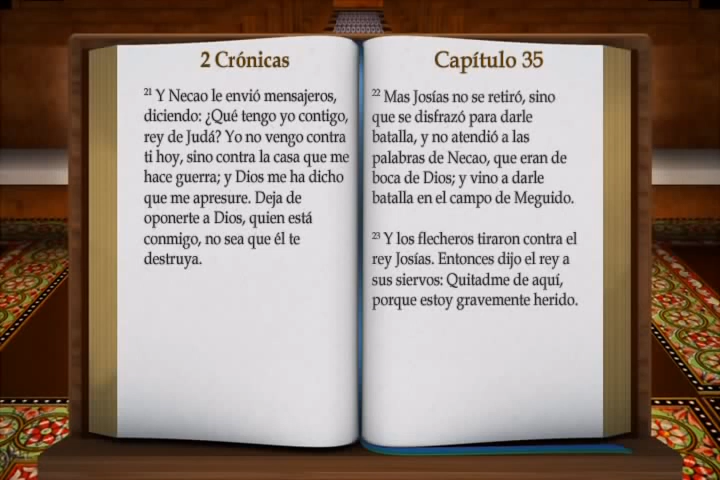 2 Crónicas
²¹ Y Necao le envió mensajeros,
diciendo: ¿Qué tengo yo contigo,
rey de Judá? Yo no vengo contra
ti hoy, sino contra la casa que me
hace guerra; y Dios me ha dicho
que me apresure. Deja de
oponerte a Dios, quien está
conmigo, no sea que él te
destruya.
Capítulo 35
²² Mas Josías no se retiró, sino
que se disfrazó para darle
batalla, y no atendió a las
palabras de Necao, que eran de
boca de Dios; y vino a darle
batalla en el campo de Meguido.
²³ Y los flecheros tiraron contra el
rey Josías. Entonces dijo el rey a
sus siervos: Quitadme de aquí,
porque estoy gravemente herido.